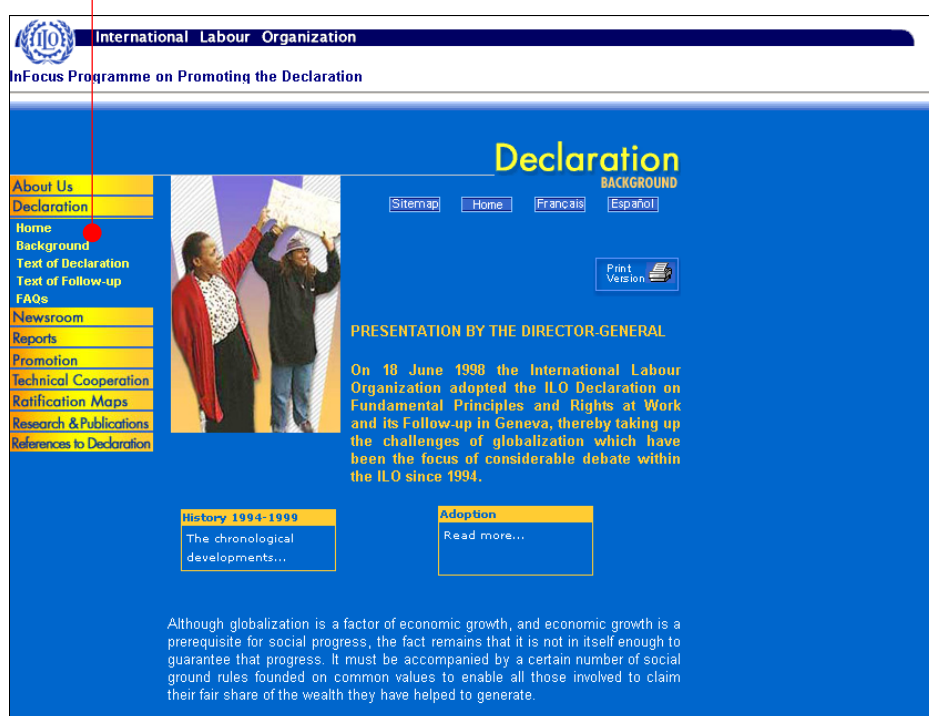 ILO
International Labour Organization
InFocus Programme on Promoting the Declaration
Declaration
BACKGROUND
About Us
Declaration
Home
Background
Text of Declaration
Text of Follow-up
FAQs
Newsroom
Reports
Promotion
Technical Cooperation
Ratification Maps
Research & Publications
References to Declaration
Sitemap
Home
Français
Español
Print
Version
PRESENTATION BY THE DIRECTOR-GENERAL
On 18 June 1998 the International Labour
Organization adopted the ILO Declaration on
Fundamental Principles and Rights at Work
and its Follow-up in Geneva, thereby taking up
the challenges of globalization which have
been the focus of considerable debate within
the ILO since 1994.
History 1994-1999
The chronological
developments...
Adoption
Read more...
Although globalization is a factor of economic growth, and economic growth is a
prerequisite for social progress, the fact remains that it is not in itself enough to
guarantee that progress. It must be accompanied by a certain number of social
ground rules founded on common values to enable all those involved to claim
their fair share of the wealth they have helped to generate.